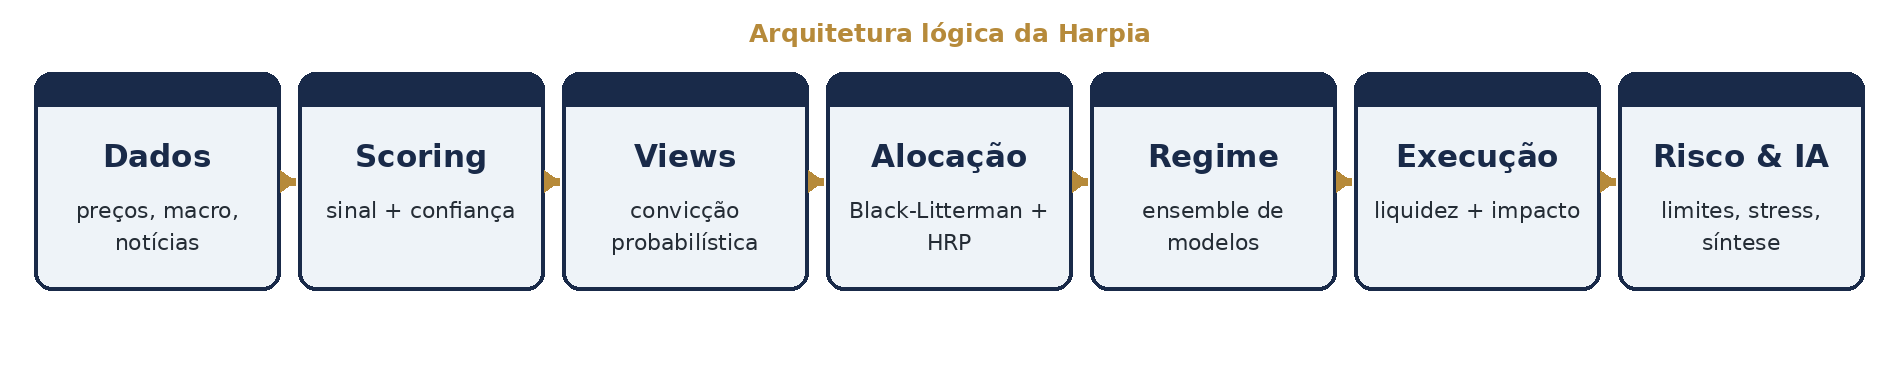 Arquitetura lógica da Harpia
Dados
preços, macro,
notícias
Scoring
sinal + confiança
Views
convicção
probabilística
Alocação
Black-Litterman +
HRP
Regime
ensemble de
modelos
Execução
liquidez + impacto
Risco & IA
limites, stress,
síntese